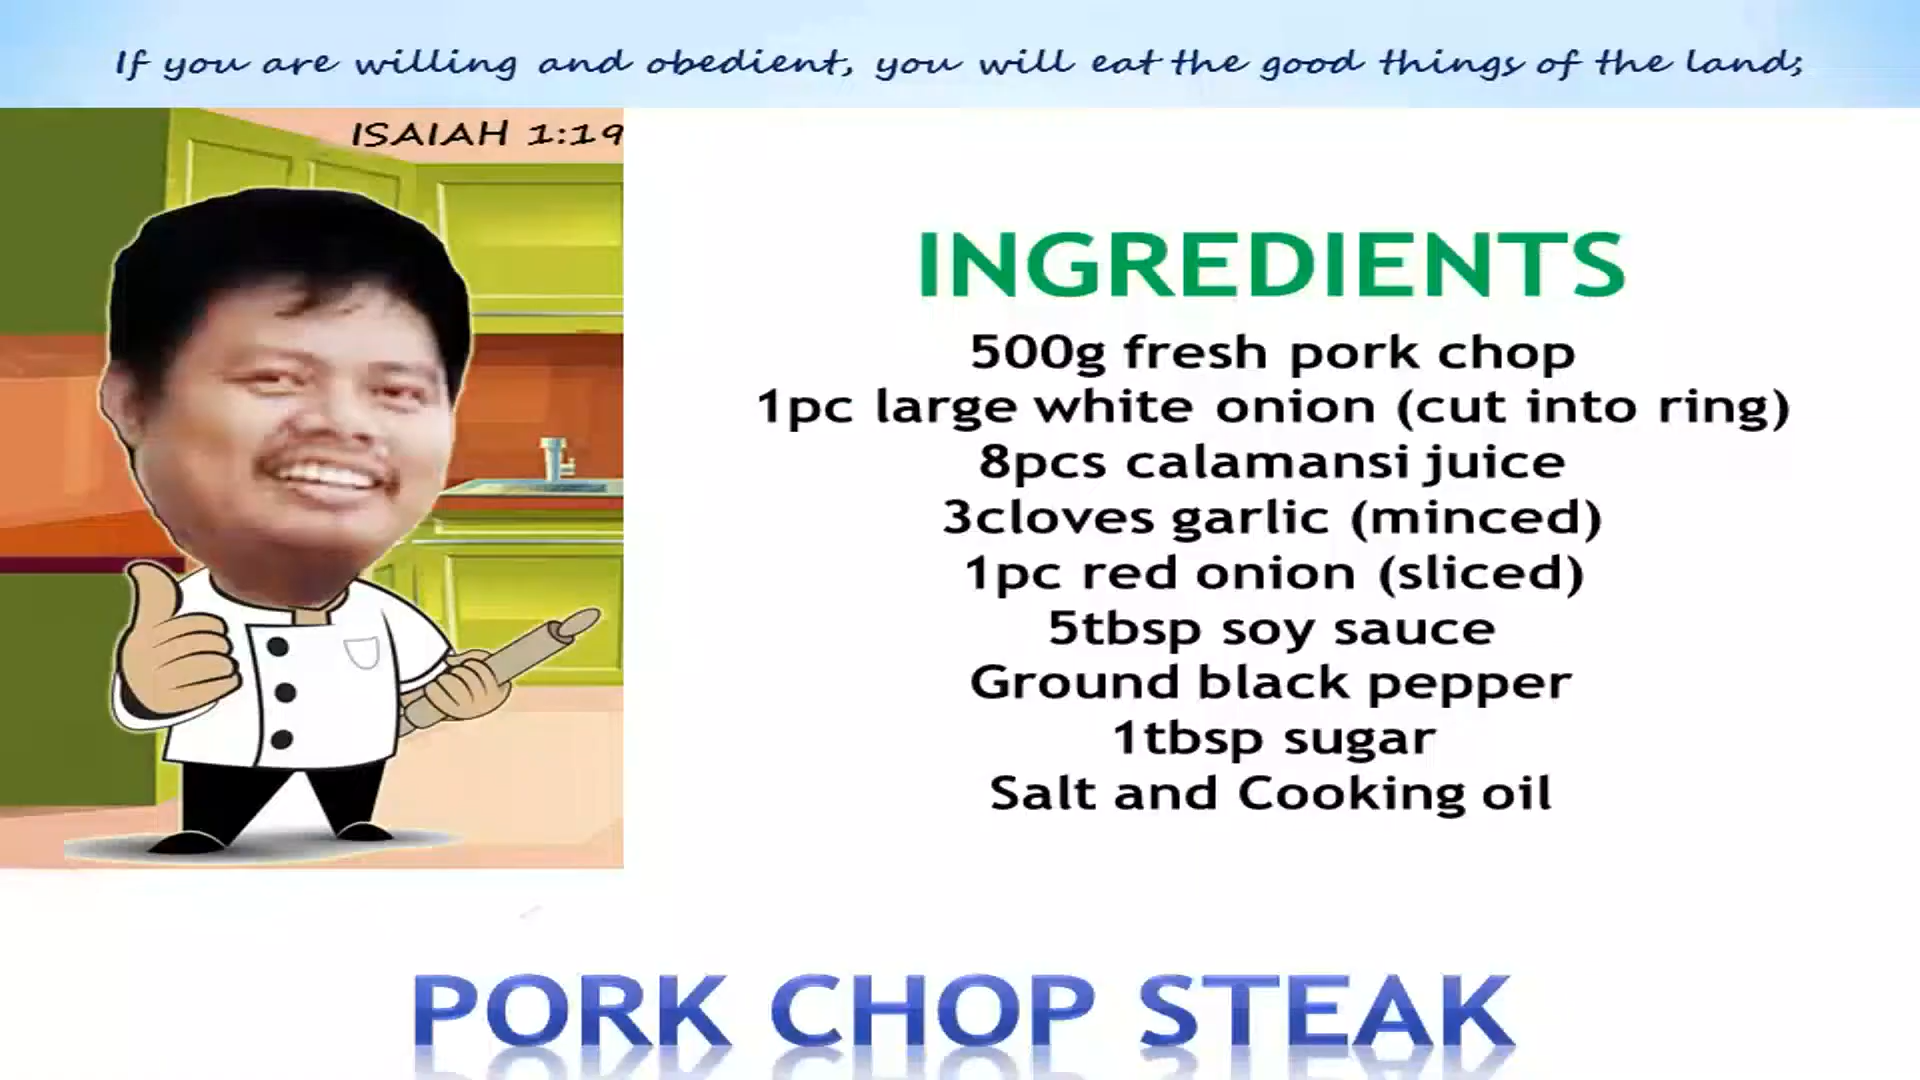 If you are willing and obedient, you will eat the good things of the land;
ISAIAH 1:19
INGREDIENTS
500g fresh pork chop
1pc large white onion (cut into ring)
8pcs calamansi juice
3cloves garlic (minced)
1pc red onion (sliced)
5tbsp soy sauce
Ground black pepper
1tbsp sugar
Salt and Cooking oil
PORK CHOP STEAK